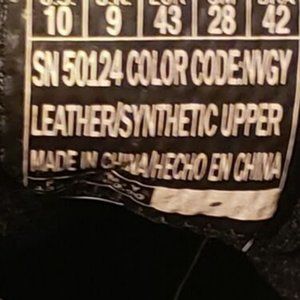 10 9 43 28 42
SN 50124 COLOR CODE:NVGY
LEATHER/SYNTHETIC UPPER
MADE IN CHINA/HECHO EN CHINA